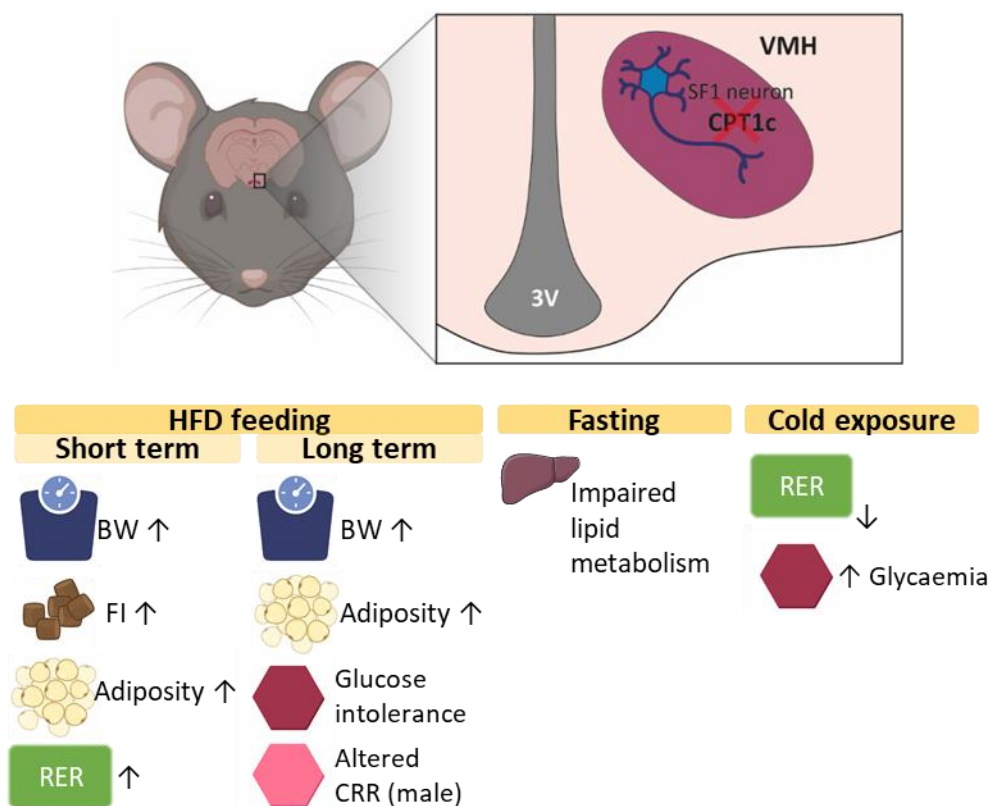 VMH
SF1 neuron
CPT1c
3V
HFD feeding
Short term
BW ↑
FI ↑
Adiposity ↑
RER ↑
Long term
BW ↑
Adiposity ↑
Glucose
intolerance
Altered
CRR (male)
Fasting
Impaired
lipid
metabolism
Cold exposure
RER ↓
↑ Glycaemia